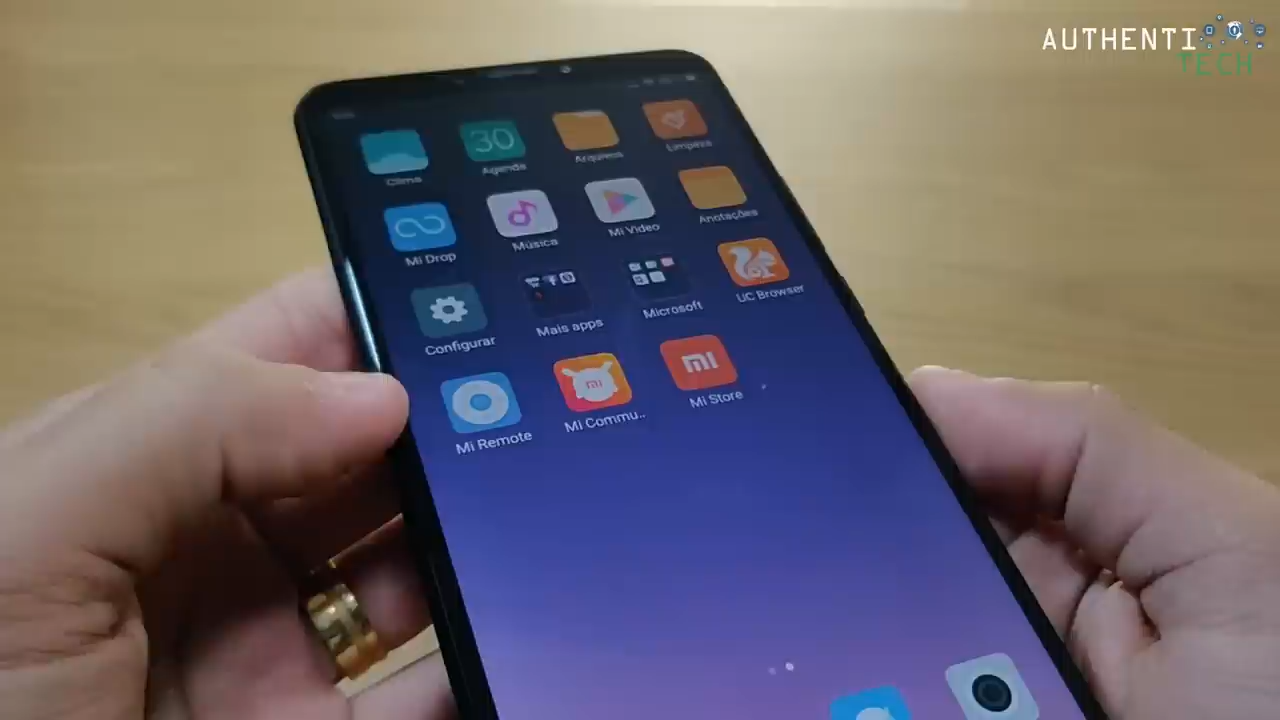 AUTHENTI
TECH
30
Clima
Agenda
Arquivos
Limpeza
Mi Drop
Música
Mi Vídeo
Anotações
Configurar
Mais apps
Microsoft
UC Browser
mi
mi
Mi Remote
Mi Commu..
Mi Store